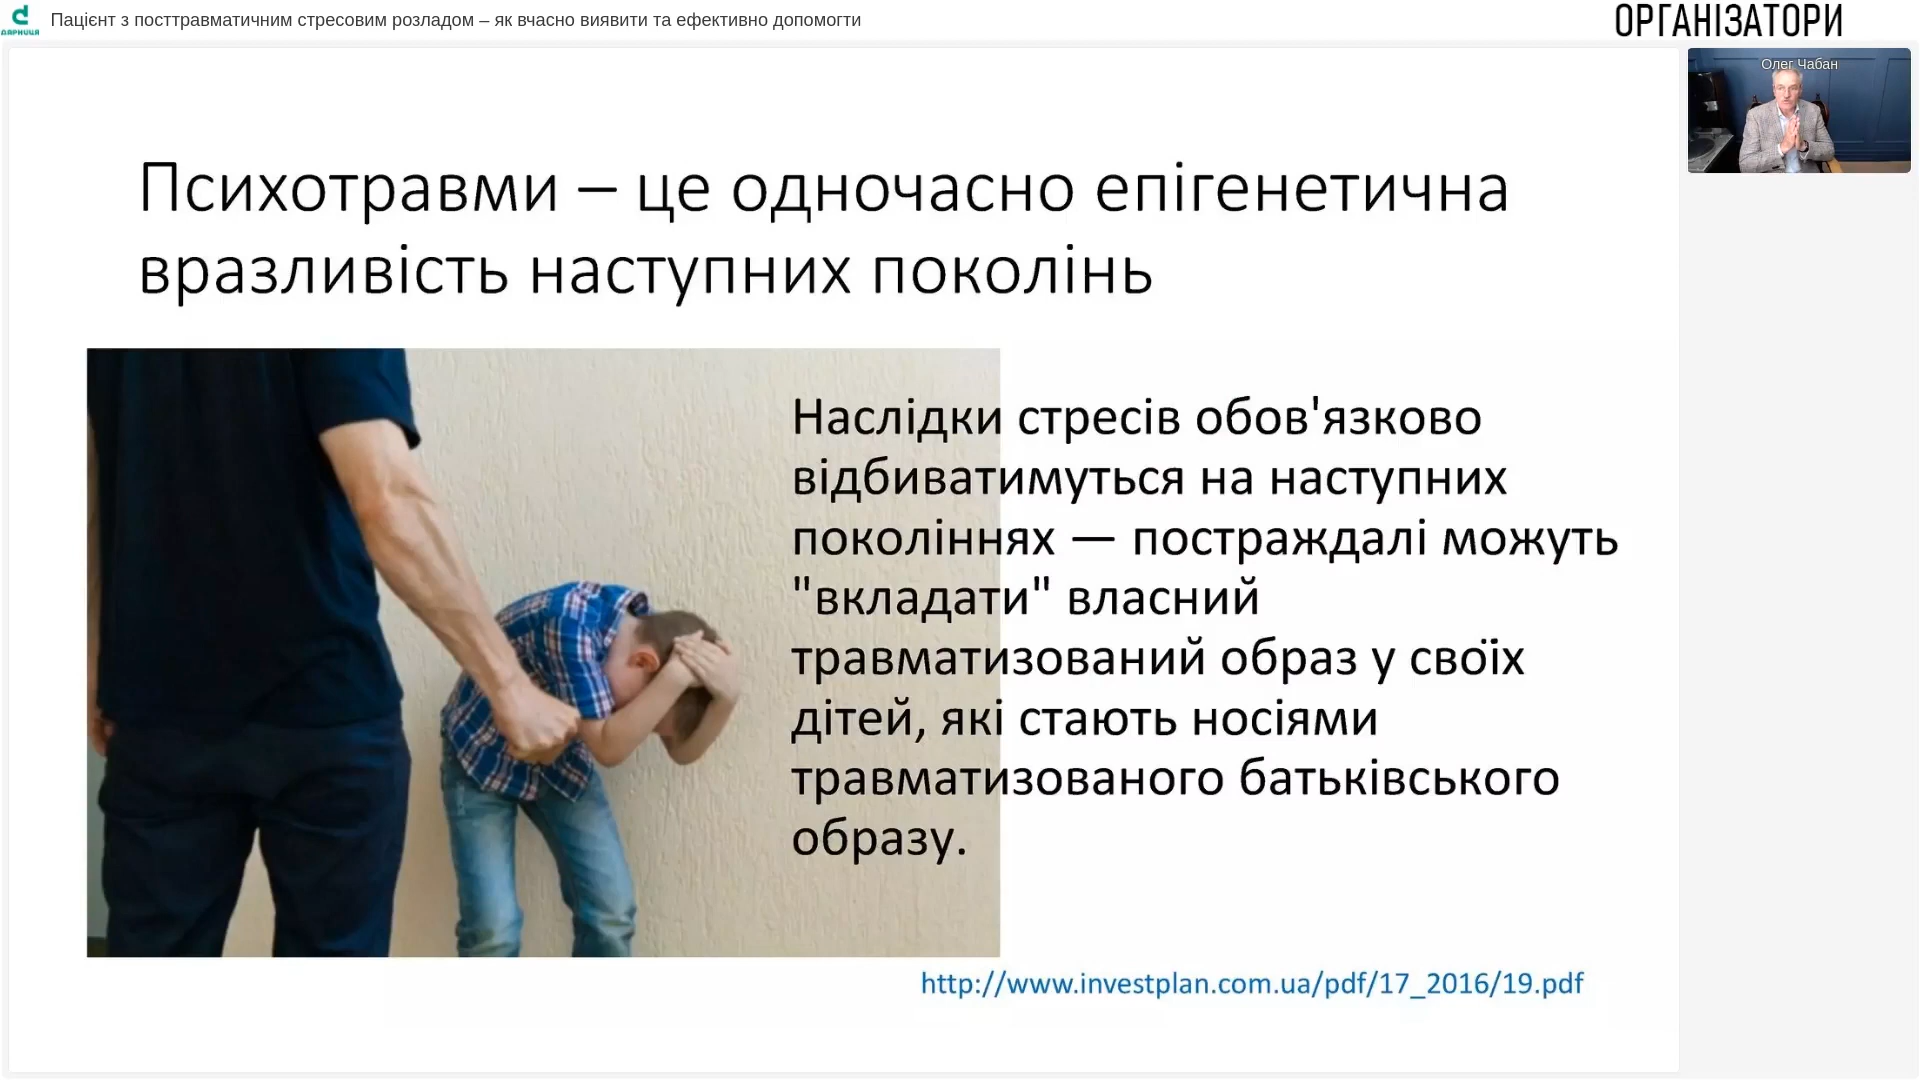 Пацієнт з посттравматичним стресовим розладом – як вчасно виявити та ефективно допомогти
ОРГАНІЗАТОРИ
ДАРНИЦЯ
Олег Чабан
Психотравми – це одночасно епігенетична
вразливість наступних поколінь
Наслідки стресів обов'язково
відбиватимуться на наступних
поколіннях — постраждалі можуть
"вкладати" власний
травматизований образ у своїх
дітей, які стають носіями
травматизованого батьківського
образу.
http://www.investplan.com.ua/pdf/17_2016/19.pdf